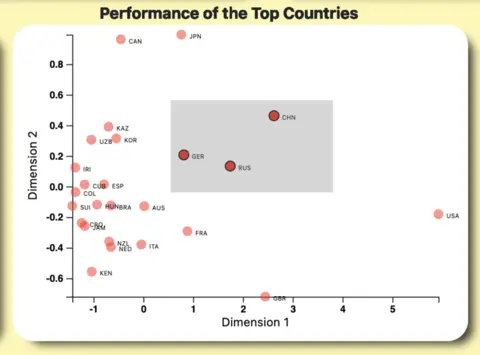 Performance of the Top Countries
CAN
JPN
0.8
0.6
0.4
0.2
0.0
-0.2
-0.4
-0.6
Dimension 2
CHN
KAZ
UZB
KOR
GER
RUS
IRI
CUB
ESP
COL
SUI
HUN
BRA
AUS
USA
CRO
JAM
FRA
NZL
NED
ITA
KEN
GBR
-1
0
1
2
3
4
5
Dimension 1